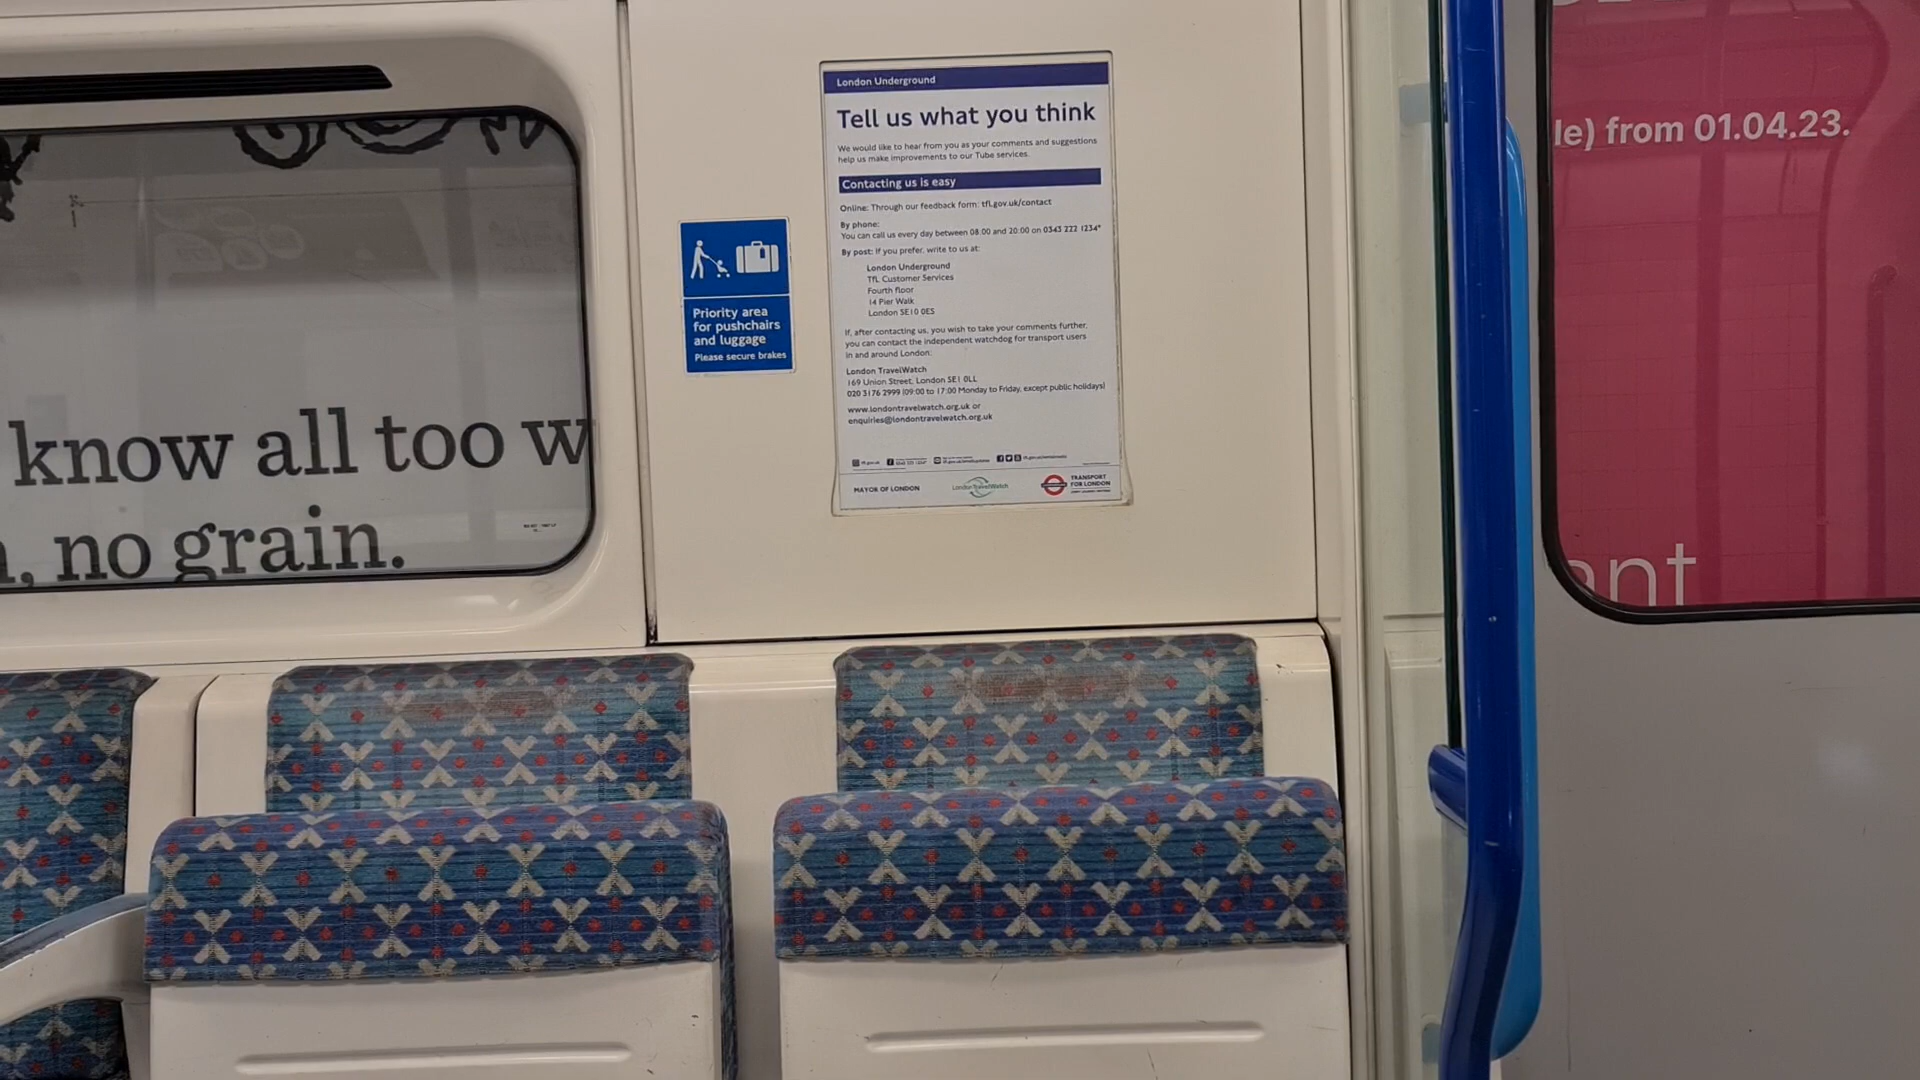 know all too w
, no grain.
Priority area
for pushchairs
and luggage
Please secure brakes
London Underground
Tell us what you think
We would like to hear from you as your comments and suggestions
help us make improvements to our Tube services.
Contacting us is easy
Online: Through our feedback form: tfl.gov.uk/contact
By phone:
You can call us every day between 08:00 and 20:00 on 0343 222 1234*
By post: If you prefer, write to us at:
London Underground
TfL Customer Services
Fourth floor
14 Pier Walk
London SE10 0ES
If, after contacting us, you wish to take your comments further,
you can contact the independent watchdog for transport users
in and around London:
London TravelWatch
169 Union Street, London SE1 0LL
020 3176 2999 (09:00 to 17:00 Monday to Friday, except public holidays)
www.londontravelwatch.org.uk or
enquiries@londontravelwatch.org.uk
MAYOR OF LONDON
London TravelWatch
TRANSPORT
FOR LONDON
le) from 01.04.23.
ant